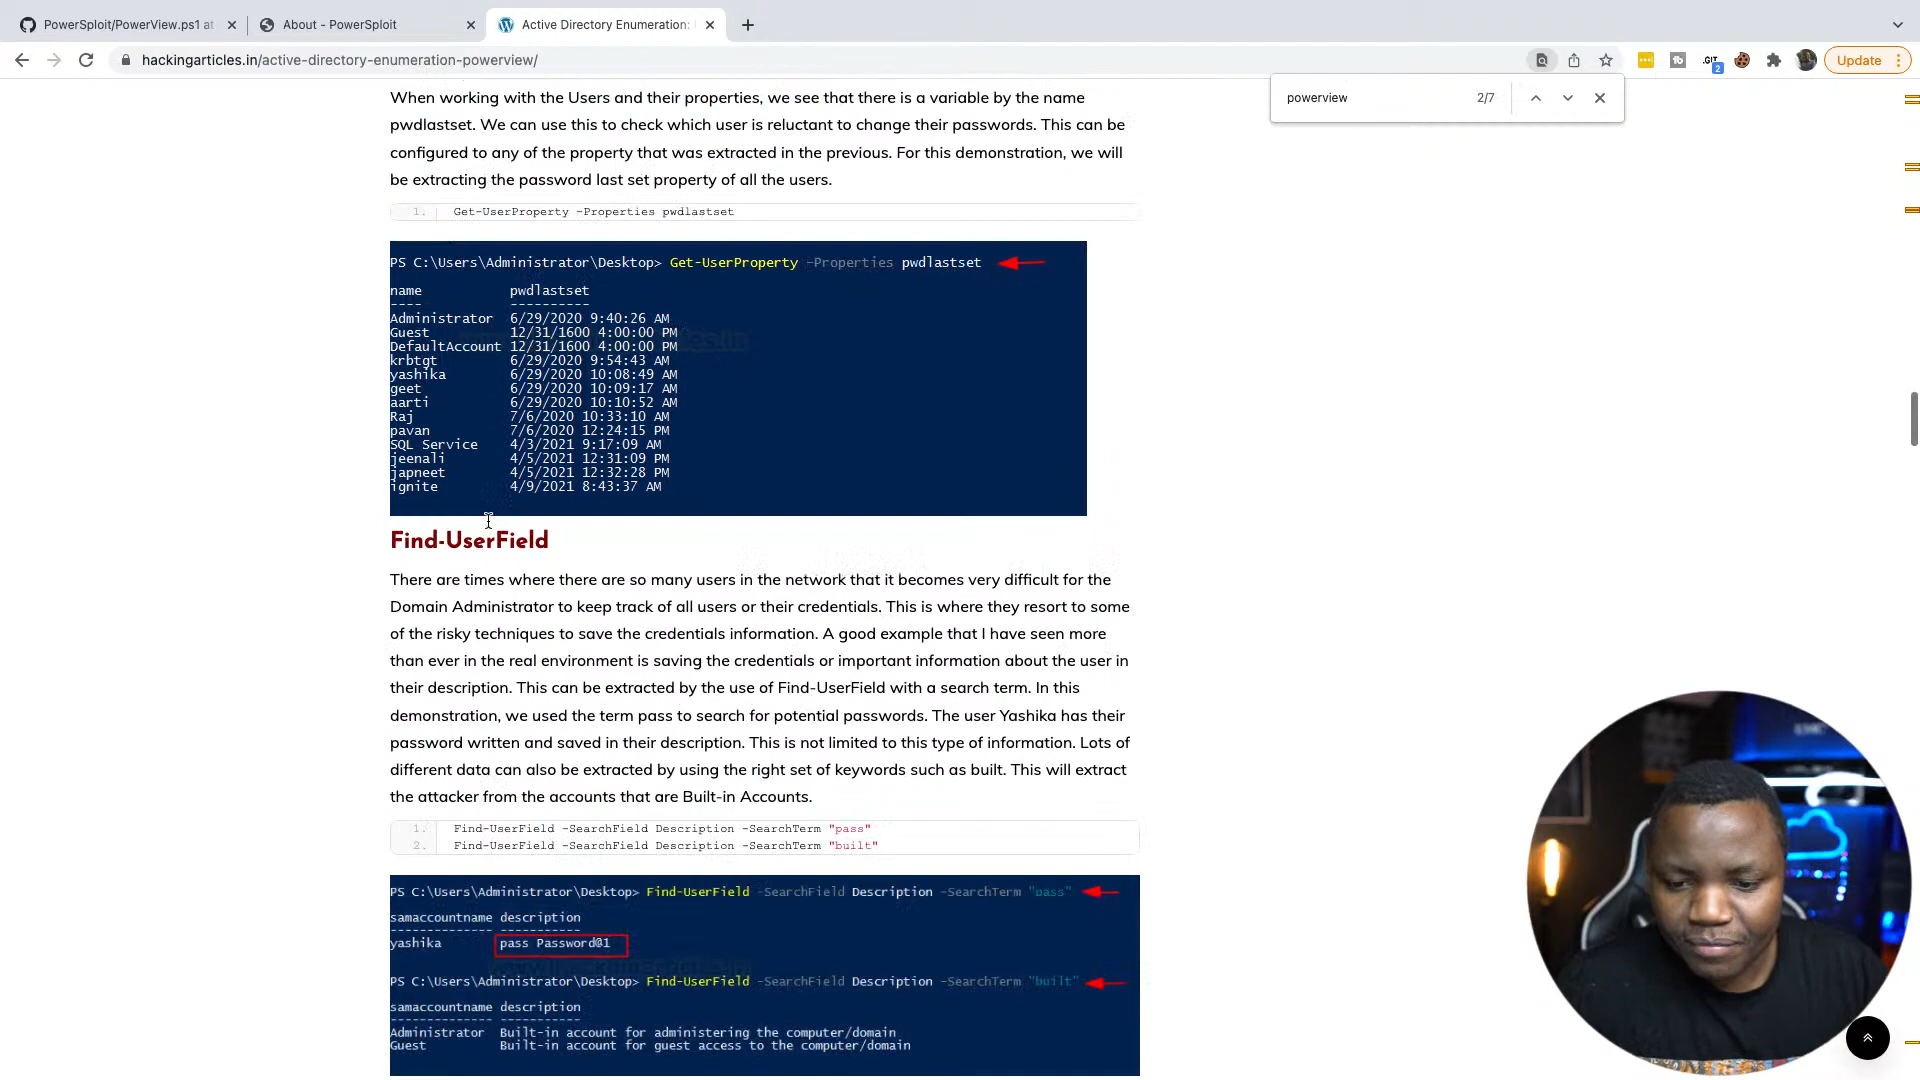 PowerSploit/PowerView.ps1 at
About - PowerSploit
Active Directory Enumeration:
hackingarticles.in/active-directory-enumeration-powerview/
.GIT
2
Update
powerview
2/7
When working with the Users and their properties, we see that there is a variable by the name
pwdlastset. We can use this to check which user is reluctant to change their passwords. This can be
configured to any of the property that was extracted in the previous. For this demonstration, we will
be extracting the password last set property of all the users.
1. Get-UserProperty -Properties pwdlastset
PS C:\Users\Administrator\Desktop> Get-UserProperty -Properties pwdlastset
name pwdlastset
---- ----------
Administrator 6/29/2020 9:40:26 AM
Guest 12/31/1600 4:00:00 PM
DefaultAccount 12/31/1600 4:00:00 PM
krbtgt 6/29/2020 9:54:43 AM
yashika 6/29/2020 10:08:49 AM
geet 6/29/2020 10:09:17 AM
aarti 6/29/2020 10:10:52 AM
Raj 7/6/2020 10:33:10 AM
pavan 7/6/2020 12:24:15 PM
SQL Service 4/3/2021 9:17:09 AM
jeenali 4/5/2021 12:31:09 PM
japneet 4/5/2021 12:32:28 PM
ignite 4/9/2021 8:43:37 AM
Find-UserField
There are times where there are so many users in the network that it becomes very difficult for the
Domain Administrator to keep track of all users or their credentials. This is where they resort to some
of the risky techniques to save the credentials information. A good example that I have seen more
than ever in the real environment is saving the credentials or important information about the user in
their description. This can be extracted by the use of Find-UserField with a search term. In this
demonstration, we used the term pass to search for potential passwords. The user Yashika has their
password written and saved in their description. This is not limited to this type of information. Lots of
different data can also be extracted by using the right set of keywords such as built. This will extract
the attacker from the accounts that are Built-in Accounts.
1. Find-UserField -SearchField Description -SearchTerm "pass"
2. Find-UserField -SearchField Description -SearchTerm "built"
PS C:\Users\Administrator\Desktop> Find-UserField -SearchField Description -SearchTerm "pass"
samaccountname description
-------------- -----------
yashika pass Password@1
PS C:\Users\Administrator\Desktop> Find-UserField -SearchField Description -SearchTerm "built"
samaccountname description
-------------- -----------
Administrator Built-in account for administering the computer/domain
Guest Built-in account for guest access to the computer/domain